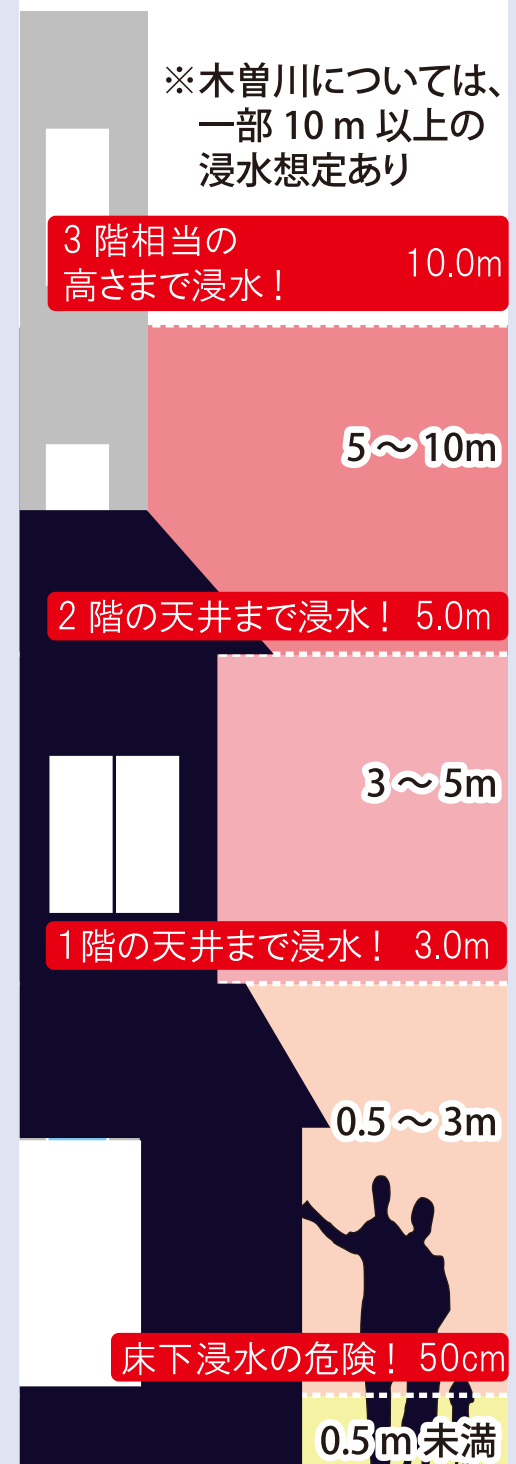 ※木曽川については、
一部 10 m 以上の
浸水想定あり
3 階相当の
高さまで浸水！ 10.0m
5～10m
2 階の天井まで浸水！ 5.0m
3～5m
1階の天井まで浸水！ 3.0m
0.5～3m
床下浸水の危険！ 50cm
0.5m未満